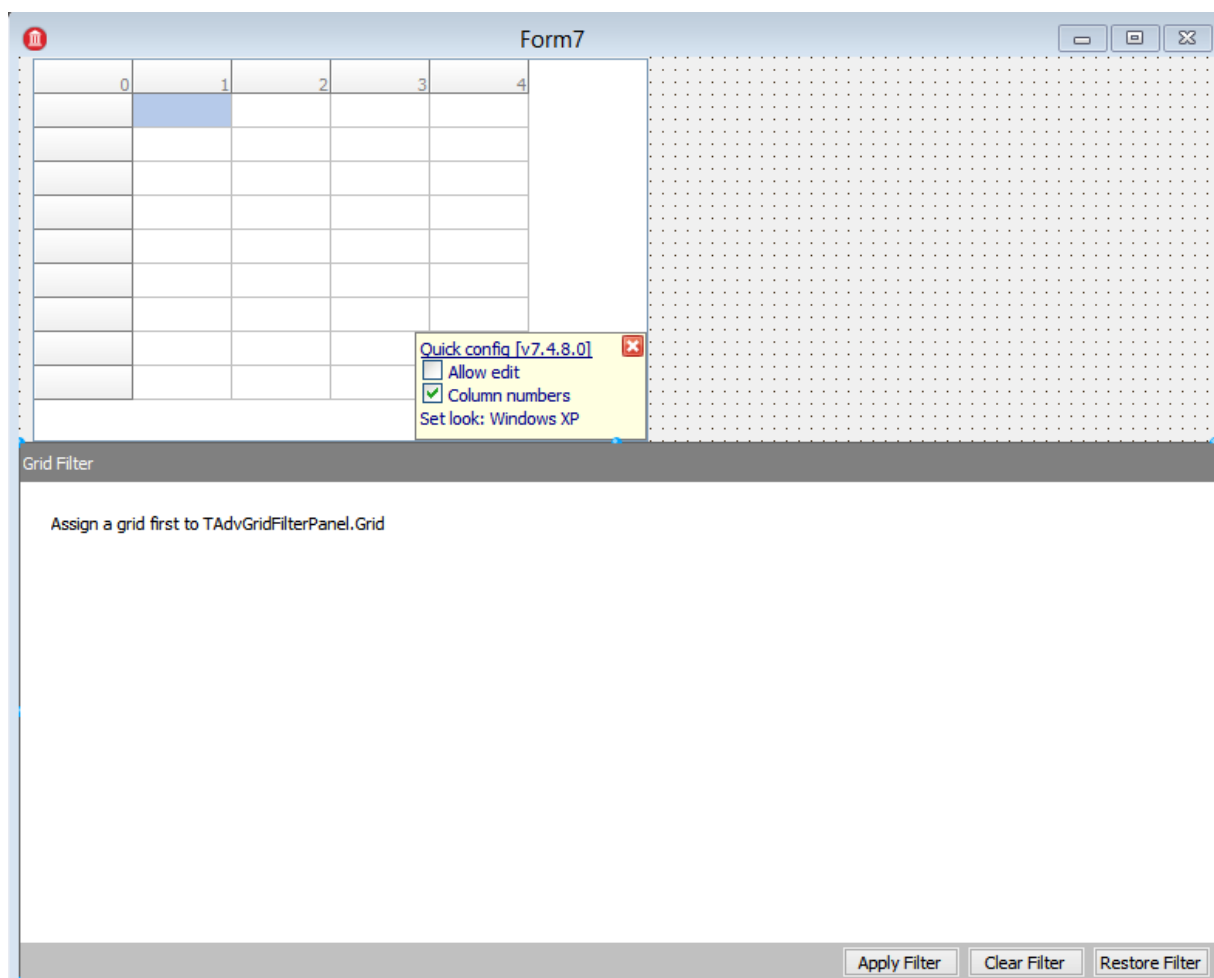 Form7
0 1 2 3 4
Quick config [v7.4.8.0]
Allow edit
Column numbers
Set look: Windows XP
Grid Filter
Assign a grid first to TAdvGridFilterPanel.Grid
Apply Filter Clear Filter Restore Filter